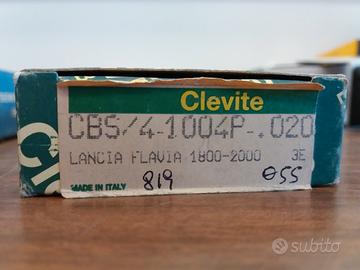 Clevite
CBS/4-1004P-.020
LANCIA FLAVIA 1800-2000 3E
MADE IN ITALY
819
055
subito